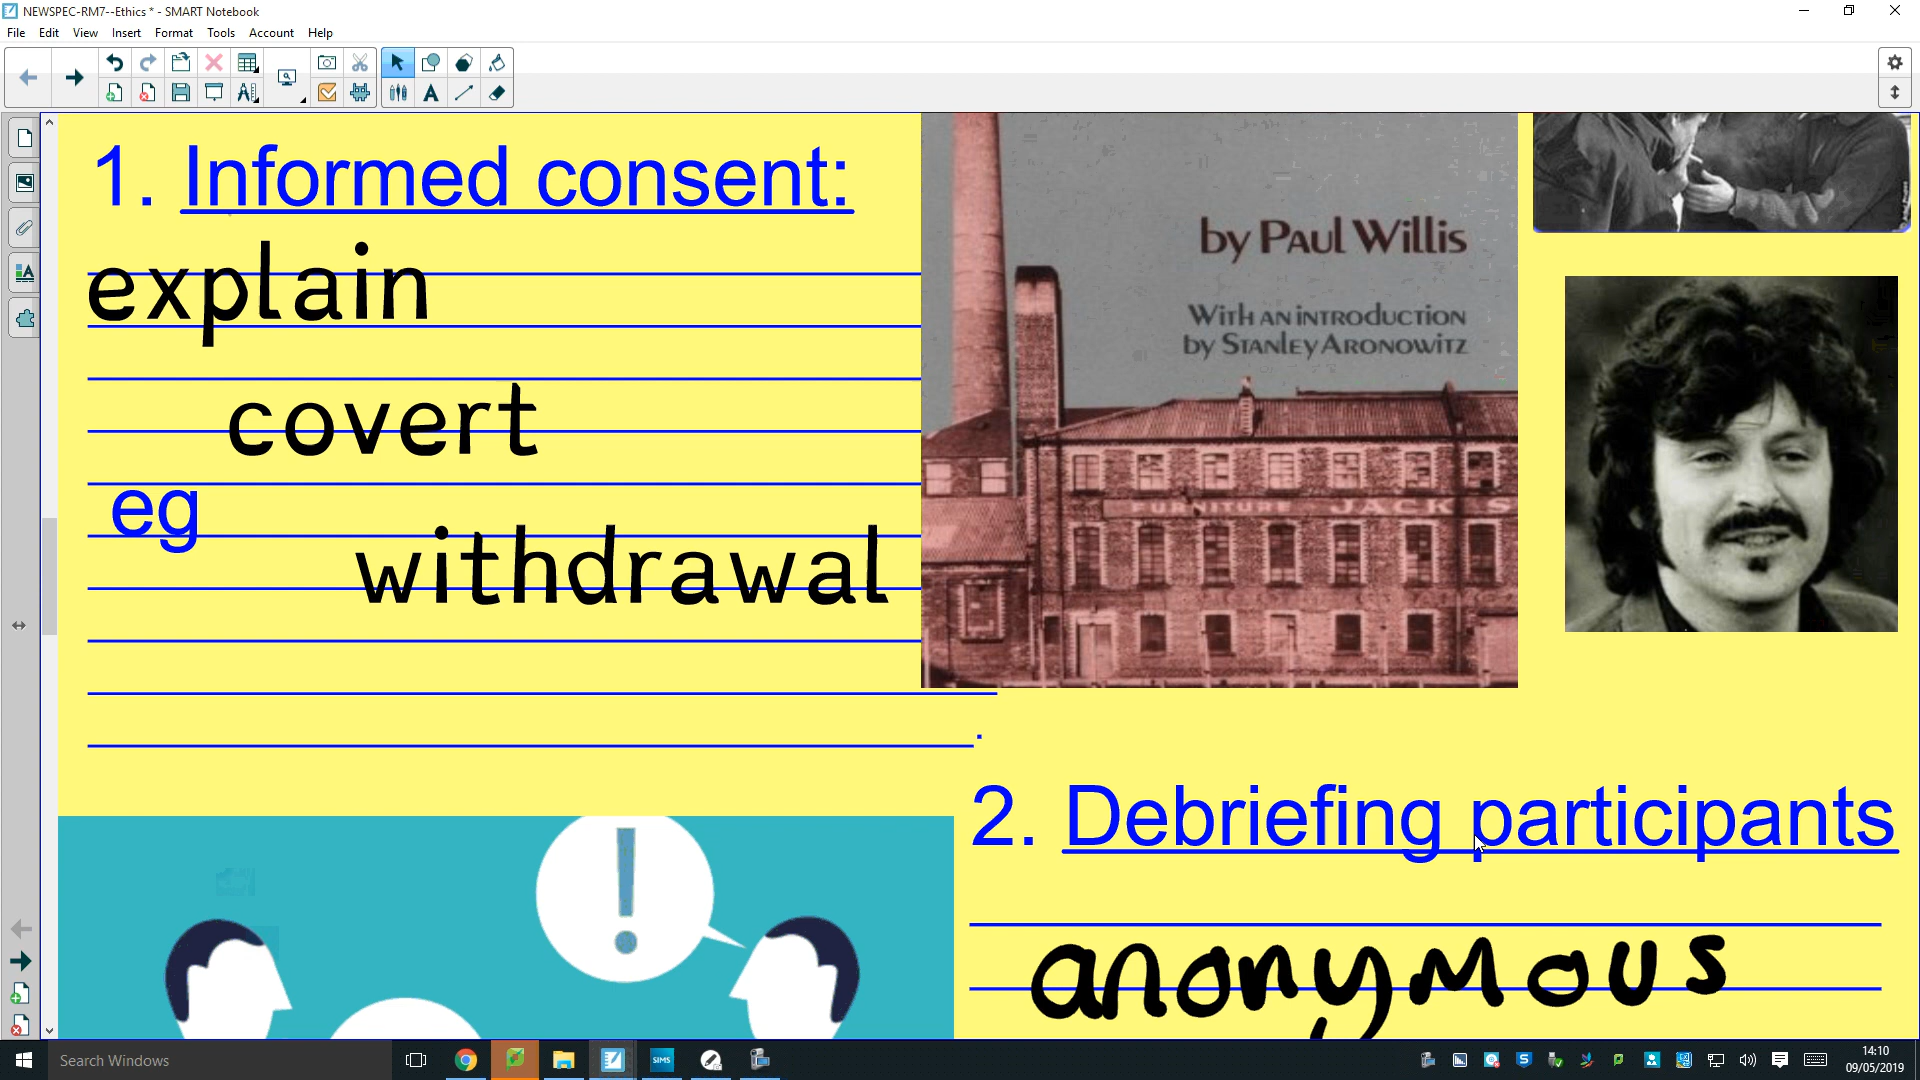 NEWSPEC-RM7--Ethics * - SMART Notebook
File Edit View Insert Format Tools Account Help
1. Informed consent:
explain
covert
eg
withdrawal
by Paul Willis
With an introduction
by Stanley Aronowitz
FURNITURE JACK S
2. Debriefing participants
anonymous
Search Windows
SIMS
14:10
09/05/2019